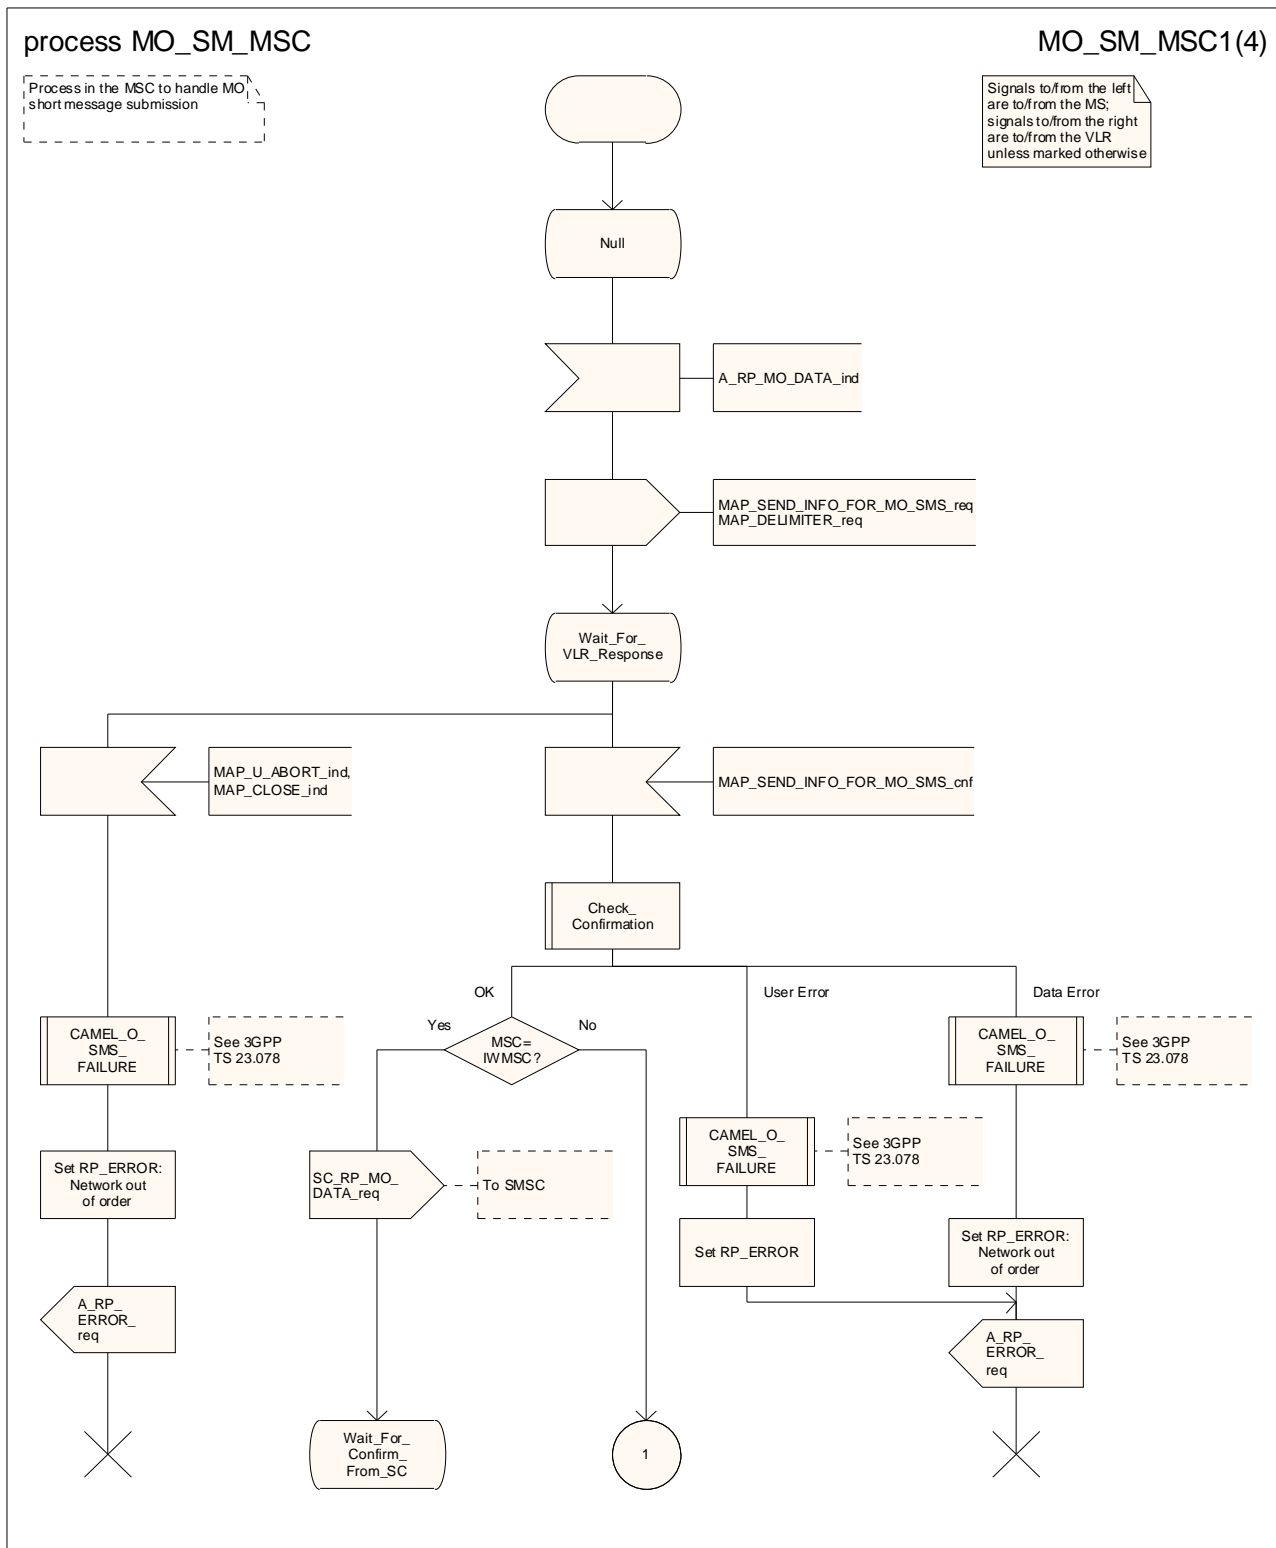 process MO_SM_MSC
MO_SM_MSC1(4)
Process in the MSC to handle MO
short message submission
Signals to/from the left
are to/from the MS;
signals to/from the right
are to/from the VLR
unless marked otherwise
Null
A_RP_MO_DATA_ind
MAP_SEND_INFO_FOR_MO_SMS_req
MAP_DELIMITER_req
Wait_For_
VLR_Response
MAP_U_ABORT_ind,
MAP_CLOSE_ind
MAP_SEND_INFO_FOR_MO_SMS_cnf
Check_
Confirmation
OK
User Error
Data Error
Yes
No
MSC=
IWMSC?
CAMEL_O_
SMS_
FAILURE
See 3GPP
TS 23.078
CAMEL_O_
SMS_
FAILURE
See 3GPP
TS 23.078
CAMEL_O_
SMS_
FAILURE
See 3GPP
TS 23.078
Set RP_ERROR:
Network out
of order
SC_RP_MO_
DATA_req
To SMSC
Set RP_ERROR
Set RP_ERROR:
Network out
of order
A_RP_
ERROR_
req
A_RP_
ERROR_
req
Wait_For_
Confirm_
From_SC
1